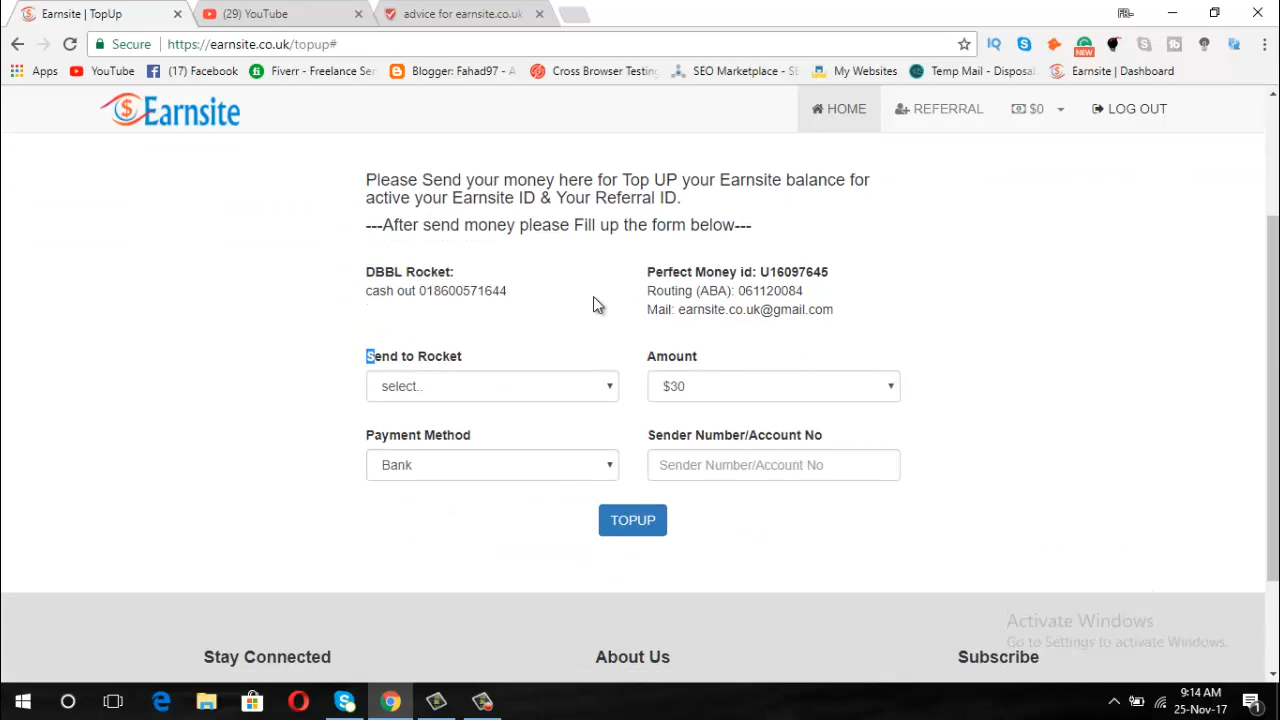 Earnsite | TopUp
(29) YouTube
advice for earnsite.co.uk
Secure
https://earnsite.co.uk/topup#
NEW
Apps
YouTube
(17) Facebook
Fiverr - Freelance Ser
Blogger: Fahad97 - A
Cross Browser Testing
SEO Marketplace - SE
My Websites
Temp Mail - Disposal
Earnsite | Dashboard
Earnsite
HOME
REFERRAL
$0
LOG OUT
Please Send your money here for Top UP your Earnsite balance for
active your Earnsite ID & Your Referral ID.
---After send money please Fill up the form below---
DBBL Rocket:
cash out 018600571644
Perfect Money id: U16097645
Routing (ABA): 061120084
Mail: earnsite.co.uk@gmail.com
Send to Rocket
Amount
select..
$30
Payment Method
Sender Number/Account No
Bank
Sender Number/Account No
TOPUP
Activate Windows
Go to Settings to activate Windows.
Stay Connected
About Us
Subscribe
9:14 AM
25-Nov-17
1